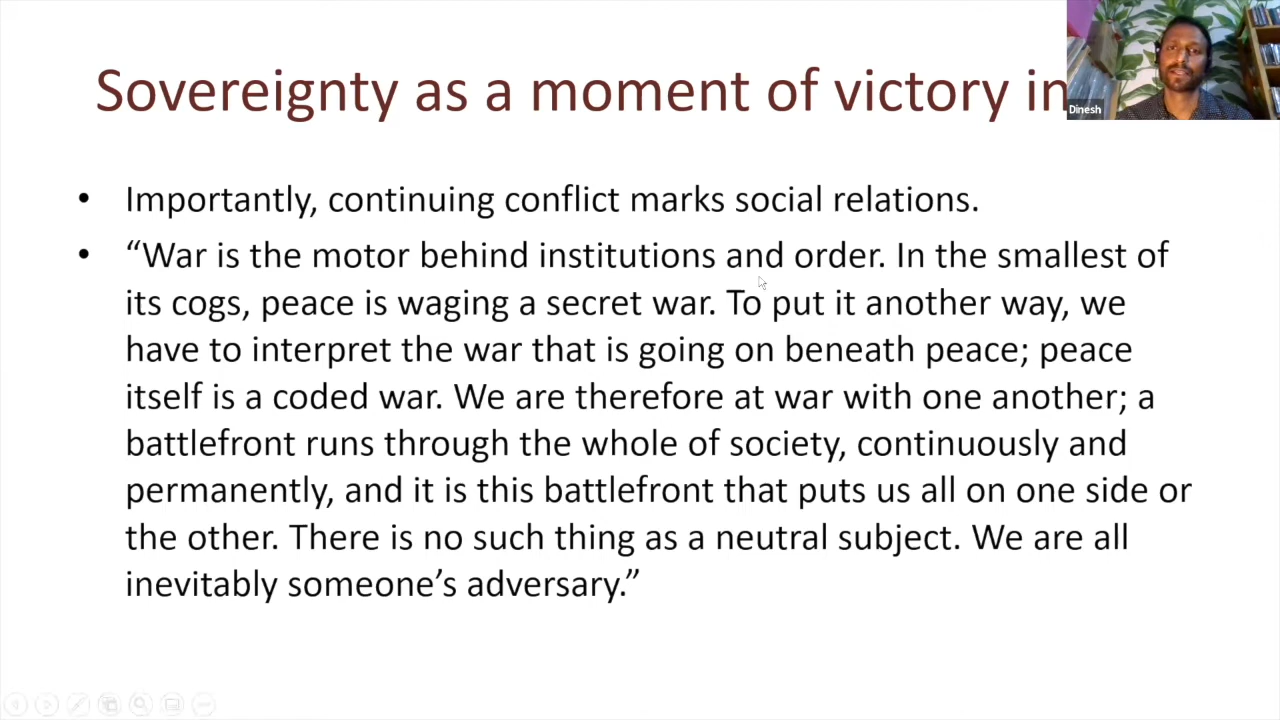 Sovereignty as a moment of victory in
Dinesh
• Importantly, continuing conflict marks social relations.
• “War is the motor behind institutions and order. In the smallest of
its cogs, peace is waging a secret war. To put it another way, we
have to interpret the war that is going on beneath peace; peace
itself is a coded war. We are therefore at war with one another; a
battlefront runs through the whole of society, continuously and
permanently, and it is this battlefront that puts us all on one side or
the other. There is no such thing as a neutral subject. We are all
inevitably someone’s adversary.”